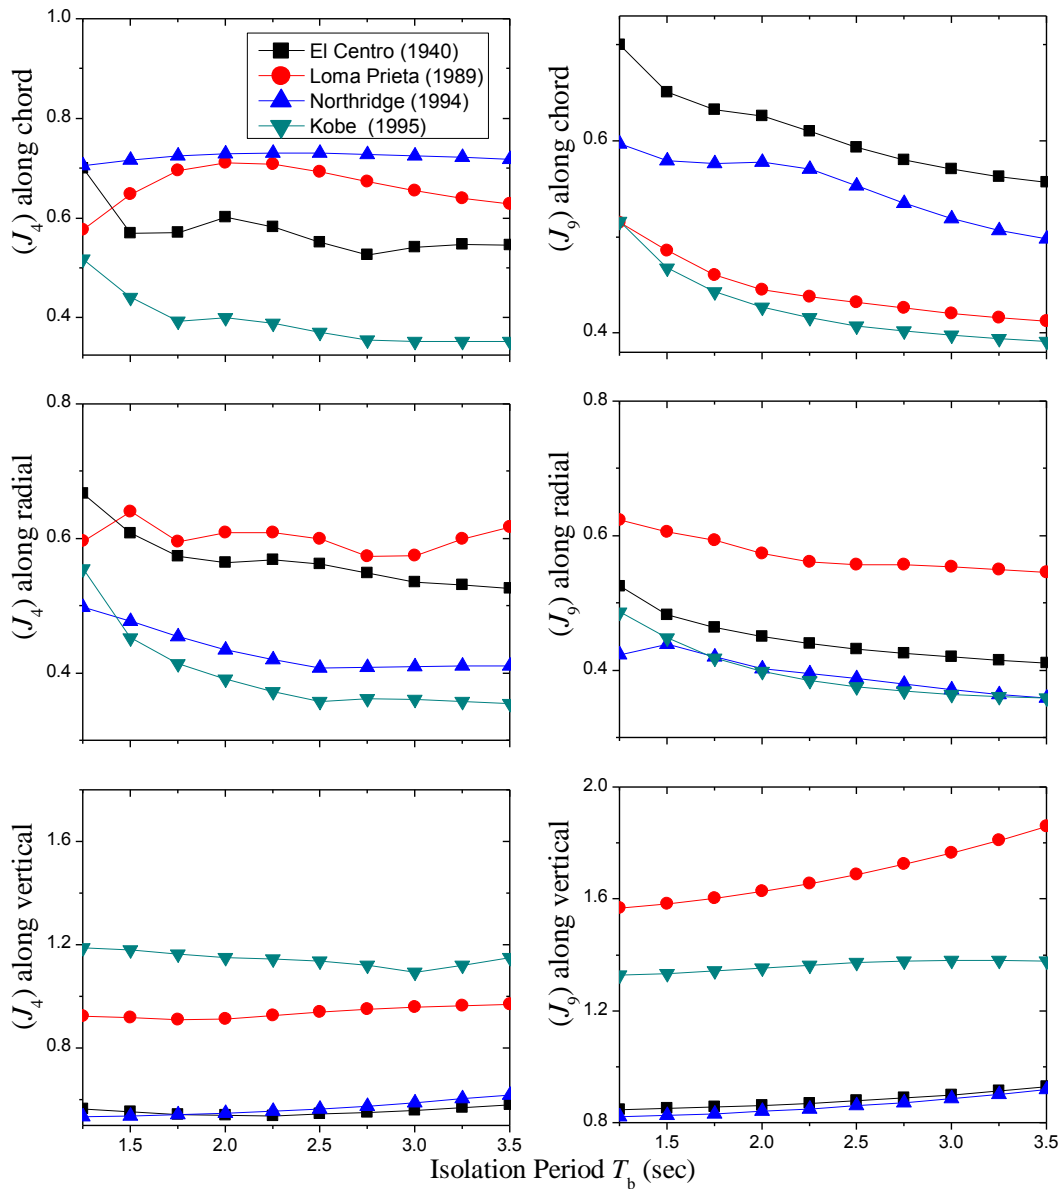 1.0
0.8
0.6
0.4
(J4) along chord
El Centro (1940)
Loma Prieta (1989)
Northridge (1994)
Kobe (1995)
0.6
0.4
(J9) along chord
0.8
0.6
0.4
(J4) along radial
0.8
0.6
0.4
(J9) along radial
1.6
1.2
0.8
(J4) along vertical
1.5 2.0 2.5 3.0 3.5
2.0
1.6
1.2
0.8
(J9) along vertical
1.5 2.0 2.5 3.0 3.5
Isolation Period Tb (sec)